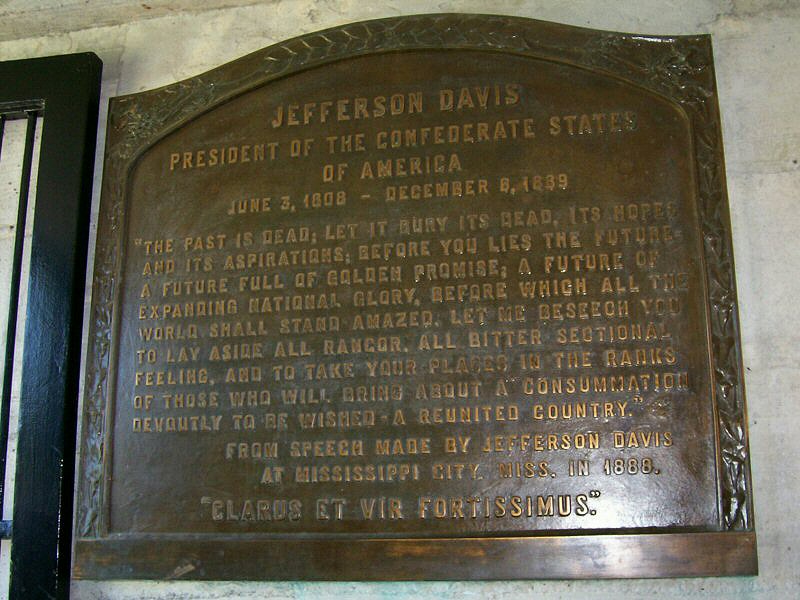 JEFFERSON DAVIS
PRESIDENT OF THE CONFEDERATE STATES
OF AMERICA
JUNE 3, 1808 - DECEMBER 6, 1889
"THE PAST IS DEAD; LET IT BURY ITS DEAD, ITS HOPES
AND ITS ASPIRATIONS; BEFORE YOU LIES THE FUTURE-
A FUTURE FULL OF GOLDEN PROMISE; A FUTURE OF
EXPANDING NATIONAL GLORY, BEFORE WHICH ALL THE
WORLD SHALL STAND AMAZED. LET ME BESEECH YOU
TO LAY ASIDE ALL RANCOR, ALL BITTER SECTIONAL
FEELING, AND TO TAKE YOUR PLACES IN THE RANKS
OF THOSE WHO WILL BRING ABOUT A CONSUMMATION
DEVOUTLY TO BE WISHED-A REUNITED COUNTRY."
FROM SPEECH MADE BY JEFFERSON DAVIS
AT MISSISSIPPI CITY, MISS. IN 1888.
"CLARUS ET VIR FORTISSIMUS."